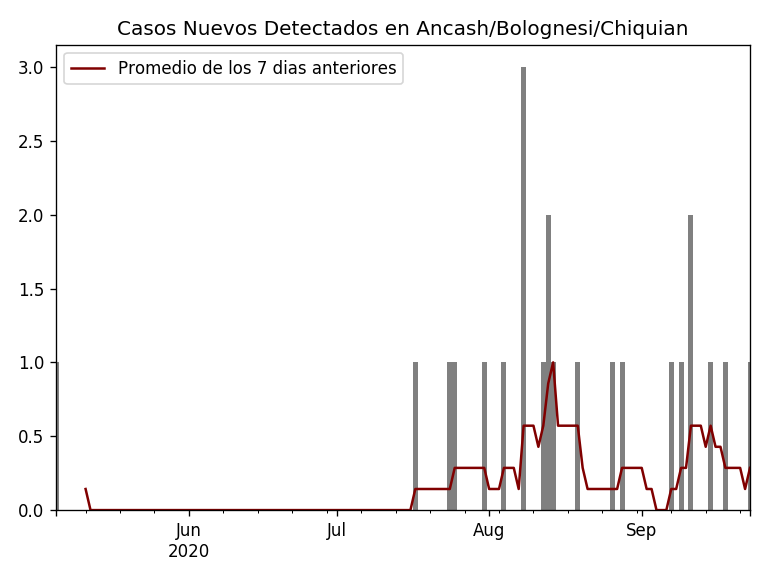 Casos Nuevos Detectados en Ancash/Bolognesi/Chiquian
Promedio de los 7 dias anteriores
3.0
2.5
2.0
1.5
1.0
0.5
0.0
Jun Jul Aug Sep
2020